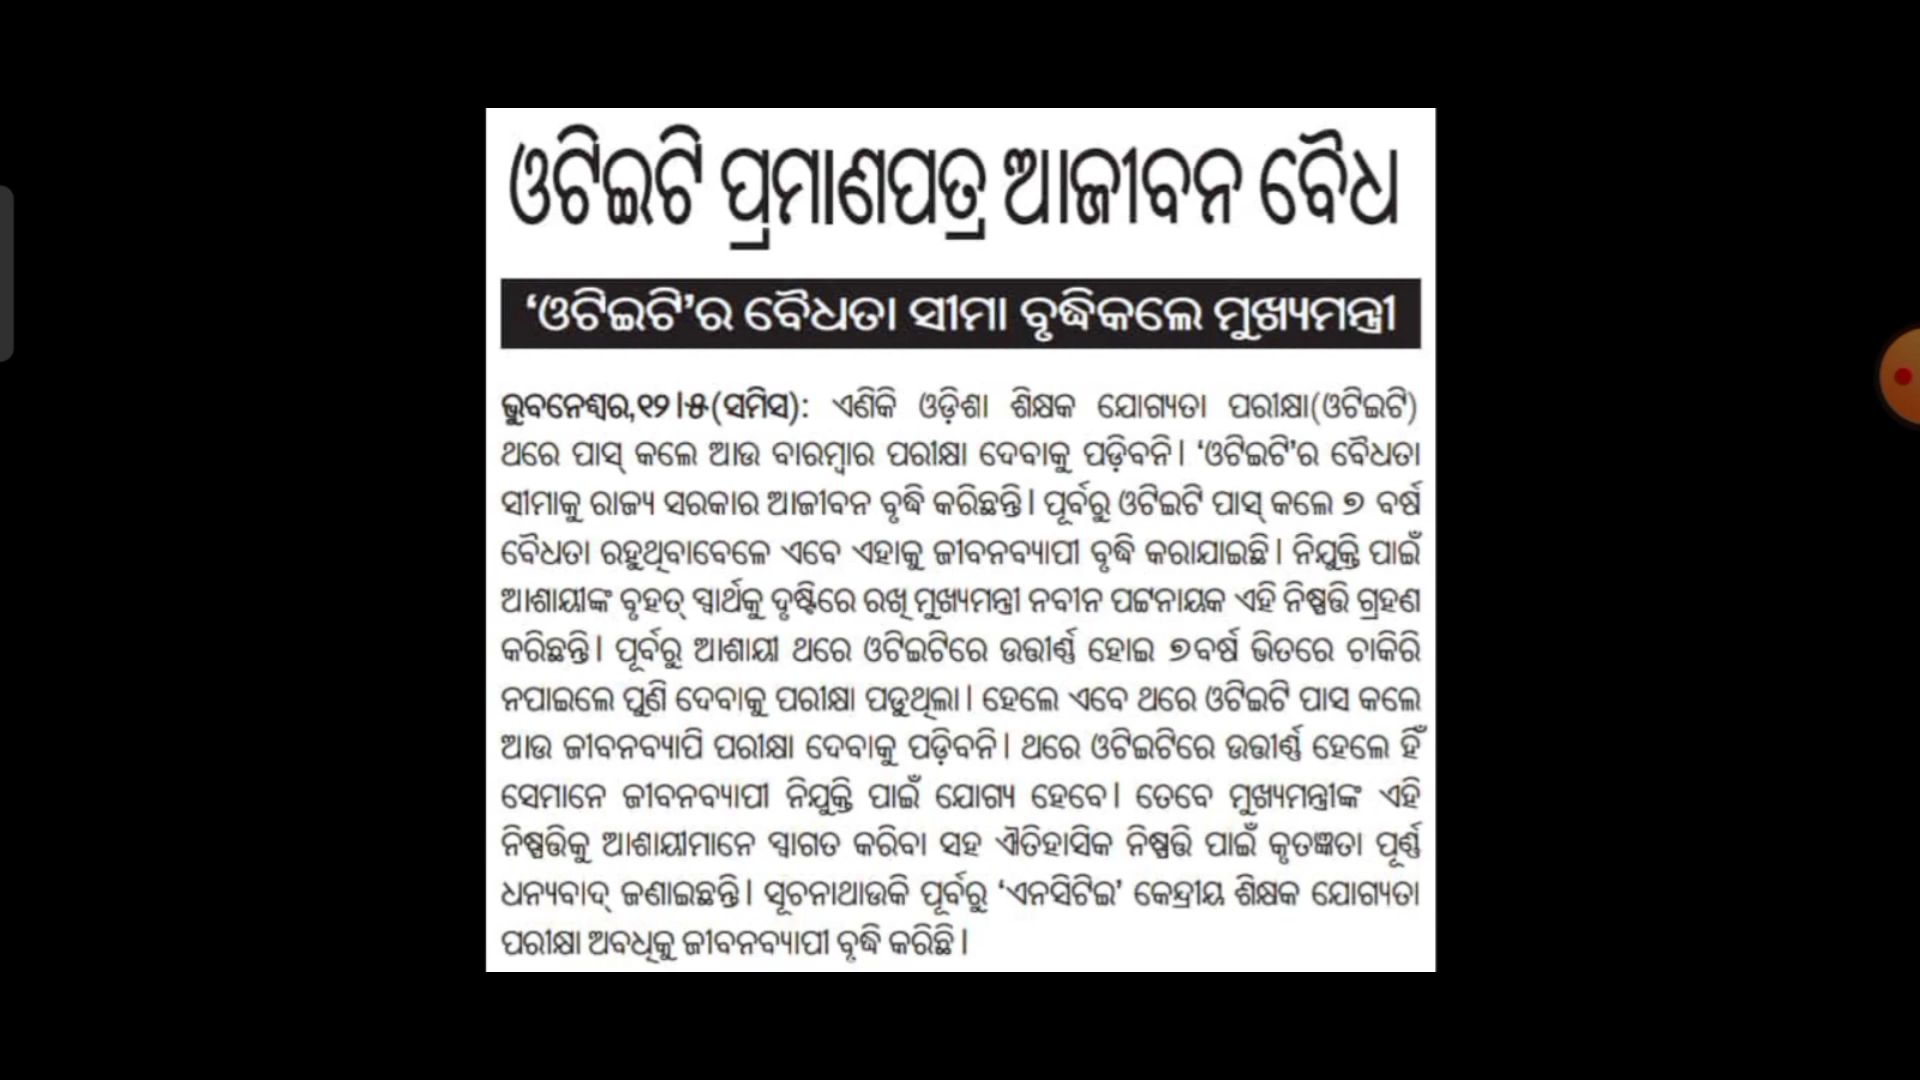 ଓଟିଇଟି ପ୍ରମାଣପତ୍ର ଆଜୀବନ ବୈଧ
‘ଓଟିଇଟି’ର ବୈଧତା ସୀମା ବୃଦ୍ଧିକଲେ ମୁଖ୍ୟମନ୍ତ୍ରୀ
ଭୁବନେଶ୍ୱର,୧୨।୫(ସମିସ): ଏଣିକି ଓଡ଼ିଶା ଶିକ୍ଷକ ଯୋଗ୍ୟତା ପରୀକ୍ଷା(ଓଟିଇଟି)
ଥରେ ପାସ୍ କଲେ ଆଉ ବାରମ୍ବାର ପରୀକ୍ଷା ଦେବାକୁ ପଡ଼ିବନି। ‘ଓଟିଇଟି’ର ବୈଧତା
ସୀମାକୁ ରାଜ୍ୟ ସରକାର ଆଜୀବନ ବୃଦ୍ଧି କରିଛନ୍ତି। ପୂର୍ବରୁ ଓଟିଇଟି ପାସ୍ କଲେ ୭ ବର୍ଷ
ବୈଧତା ରହୁଥିବାବେଳେ ଏବେ ଏହାକୁ ଜୀବନବ୍ୟାପୀ ବୃଦ୍ଧି କରାଯାଇଛି। ନିଯୁକ୍ତି ପାଇଁ
ଆଶାୟୀଙ୍କ ବୃହତ୍ ସ୍ୱାର୍ଥକୁ ଦୃଷ୍ଟିରେ ରଖି ମୁଖ୍ୟମନ୍ତ୍ରୀ ନବୀନ ପଟ୍ଟନାୟକ ଏହି ନିଷ୍ପତ୍ତି ଗ୍ରହଣ
କରିଛନ୍ତି। ପୂର୍ବରୁ ଆଶାୟୀ ଥରେ ଓଟିଇଟିରେ ଉତ୍ତୀର୍ଣ୍ଣ ହୋଇ ୭ବର୍ଷ ଭିତରେ ଚାକିରି
ନପାଇଲେ ପୁଣି ଦେବାକୁ ପରୀକ୍ଷା ପଡୁଥିଲା। ହେଲେ ଏବେ ଥରେ ଓଟିଇଟି ପାସ କଲେ
ଆଉ ଜୀବନବ୍ୟାପି ପରୀକ୍ଷା ଦେବାକୁ ପଡ଼ିବନି। ଥରେ ଓଟିଇଟିରେ ଉତ୍ତୀର୍ଣ୍ଣ ହେଲେ ହିଁ
ସେମାନେ ଜୀବନବ୍ୟାପୀ ନିଯୁକ୍ତି ପାଇଁ ଯୋଗ୍ୟ ହେବେ। ତେବେ ମୁଖ୍ୟମନ୍ତ୍ରୀଙ୍କ ଏହି
ନିଷ୍ପତ୍ତିକୁ ଆଶାୟୀମାନେ ସ୍ୱାଗତ କରିବା ସହ ଐତିହାସିକ ନିଷ୍ପତ୍ତି ପାଇଁ କୃତଜ୍ଞତା ପୂର୍ଣ୍ଣ
ଧନ୍ୟବାଦ୍ ଜଣାଇଛନ୍ତି। ସୂଚନାଥାଉକି ପୂର୍ବରୁ ‘ଏନସିଟିଇ’ କେନ୍ଦ୍ରୀୟ ଶିକ୍ଷକ ଯୋଗ୍ୟତା
ପରୀକ୍ଷା ଅବଧିକୁ ଜୀବନବ୍ୟାପୀ ବୃଦ୍ଧି କରିଛି।